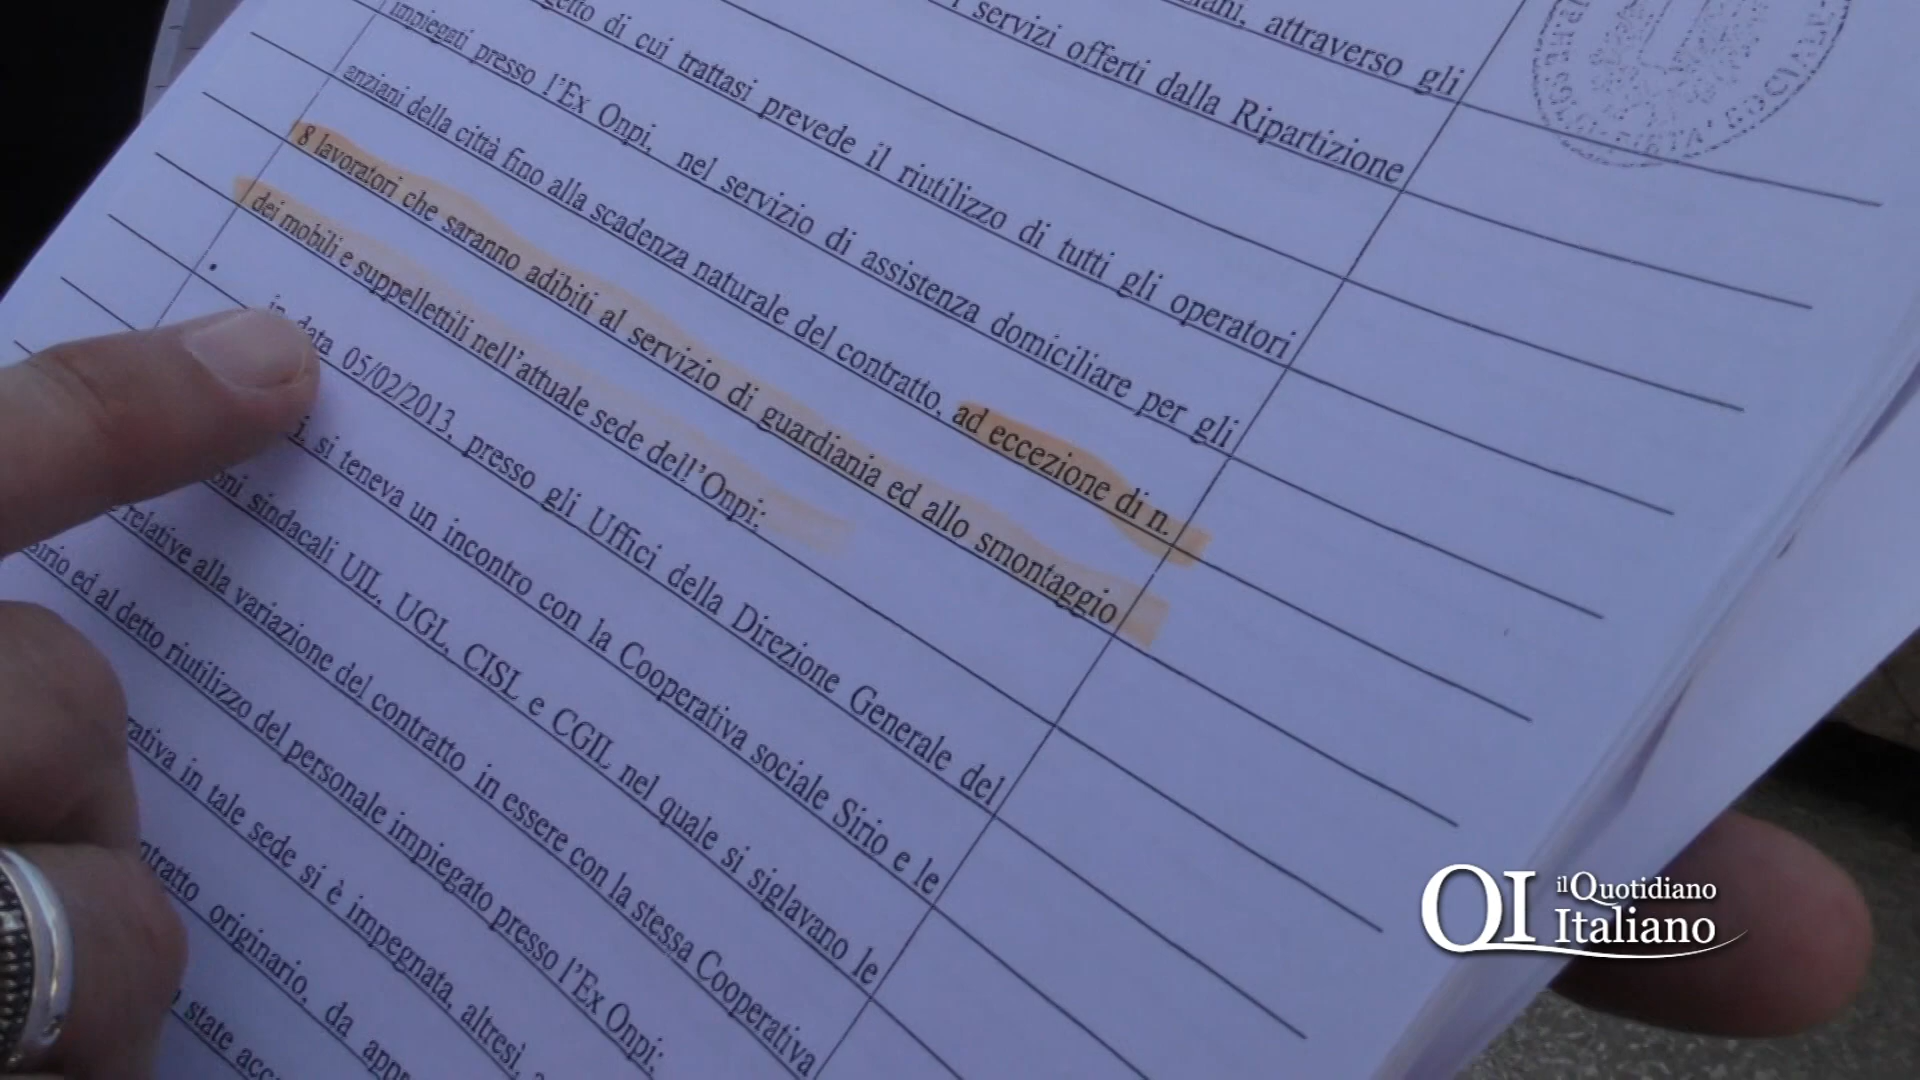 attraverso gli
servizi offerti dalla Ripartizione
di cui trattasi prevede il riutilizzo di tutti gli operatori
impiegati presso l'Ex Onpi, nel servizio di assistenza domiciliare per gli
anziani della città fino alla scadenza naturale del contratto, ad eccezione di n.
8 lavoratori che saranno adibiti al servizio di guardiania ed allo smontaggio
dei mobili e suppellettili nell'attuale sede dell'Onpi;
• in data 05/02/2013, presso gli Uffici della Direzione Generale del
si teneva un incontro con la Cooperativa sociale Sirio e le
sindacali UIL, UGL, CISL e CGIL nel quale si siglavano le
relative alla variazione del contratto in essere con la stessa Cooperativa
Sirio ed al detto riutilizzo del personale impiegato presso l'Ex Onpi;
in tale sede si è impegnata, altresì,
originario, da
state
QI il Quotidiano
Italiano